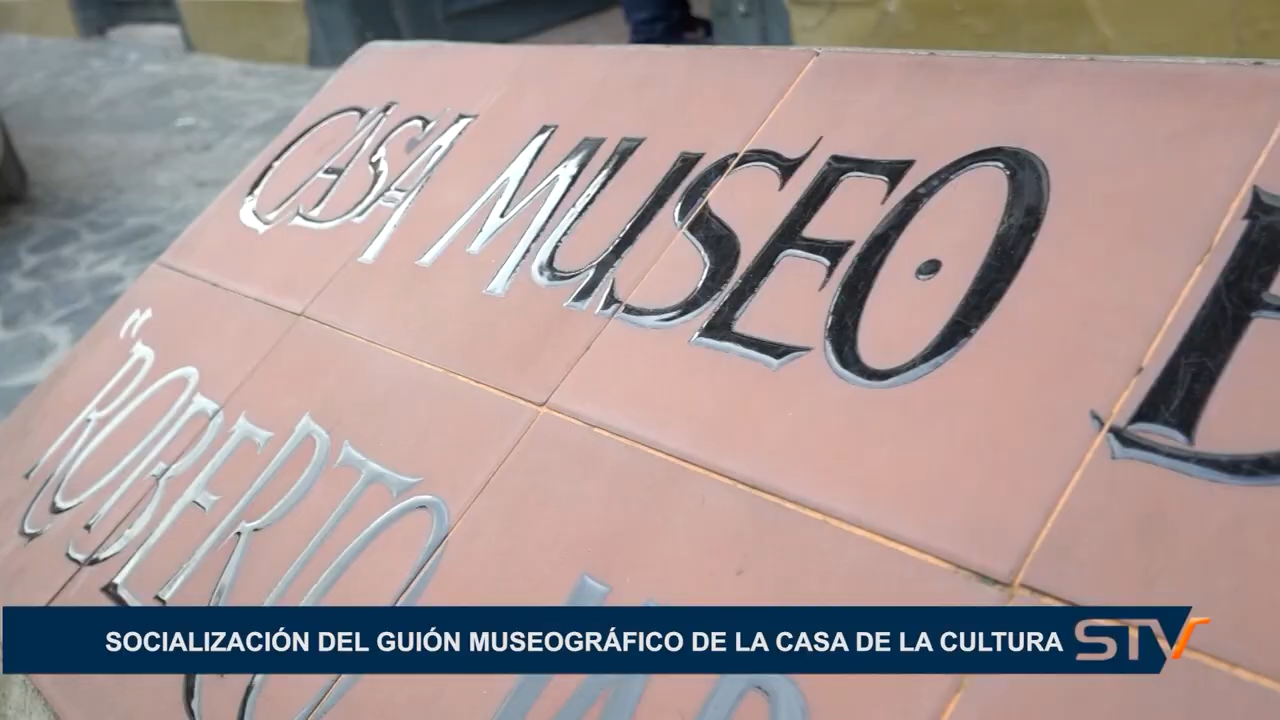 CASA MUSEO
"ROBERTO
SOCIALIZACIÓN DEL GUIÓN MUSEOGRÁFICO DE LA CASA DE LA CULTURA
STV